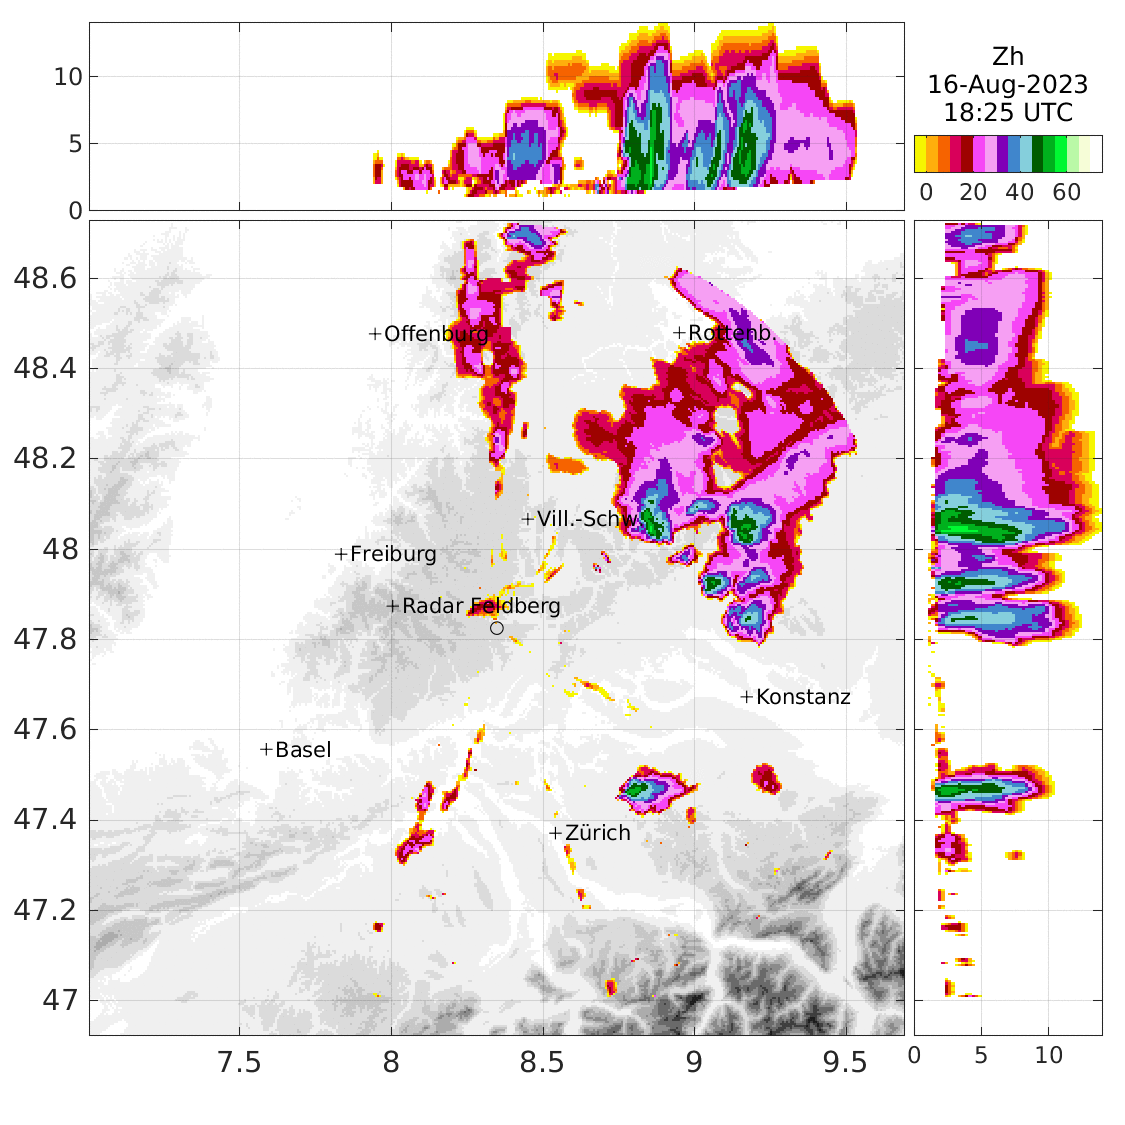 10
5
0
Zh
16-Aug-2023
18:25 UTC
0 20 40 60
48.6
48.4
48.2
48
47.8
47.6
47.4
47.2
47
+Offenburg
+Rottenb.
+Vill.-Schw.
+Freiburg
+Radar Feldberg
+Konstanz
+Basel
+Zürich
7.5 8 8.5 9 9.5
0 5 10